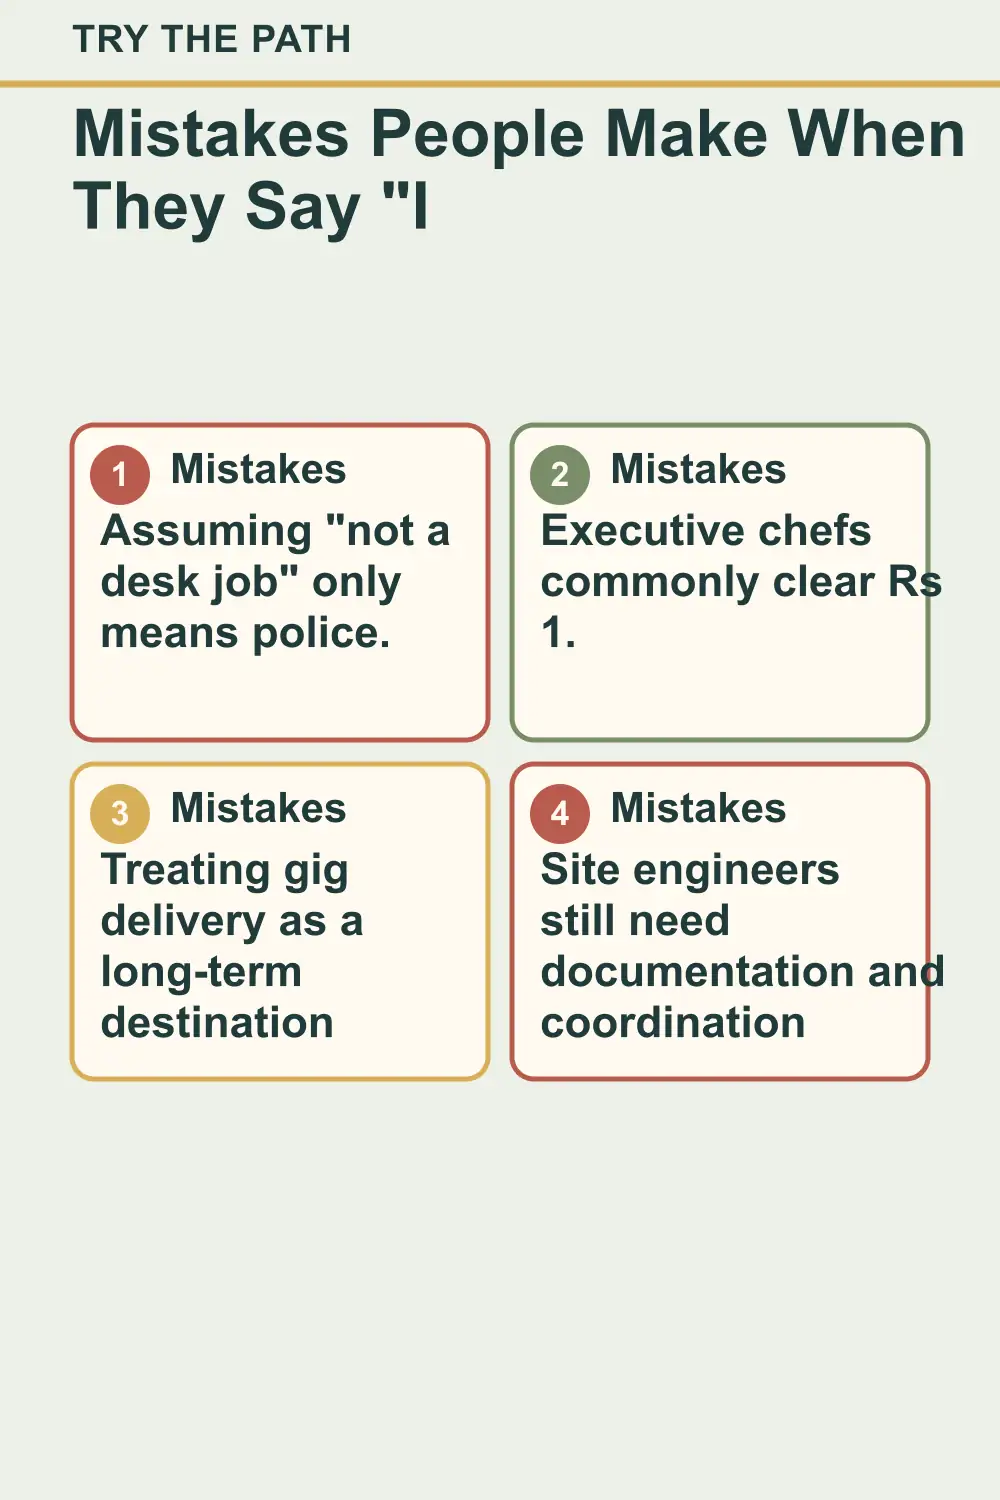 TRY THE PATH
Mistakes People Make When
They Say "I
1 Mistakes
Assuming "not a
desk job" only
means police.
2 Mistakes
Executive chefs
commonly clear Rs
1.
3 Mistakes
Treating gig
delivery as a
long-term
destination
4 Mistakes
Site engineers
still need
documentation and
coordination